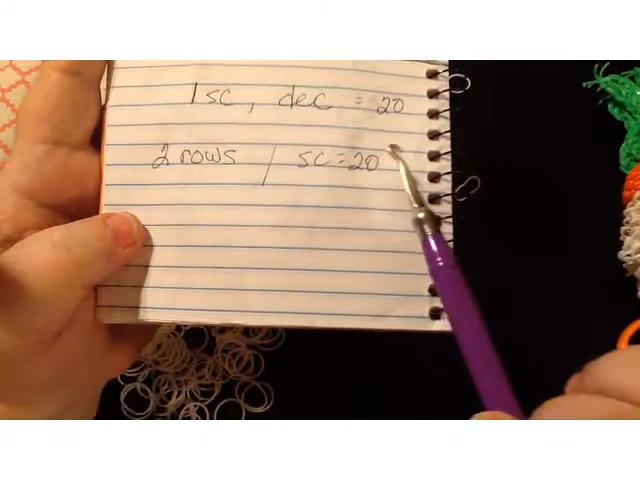 1sc, dec = 20
2 rows / sc = 20